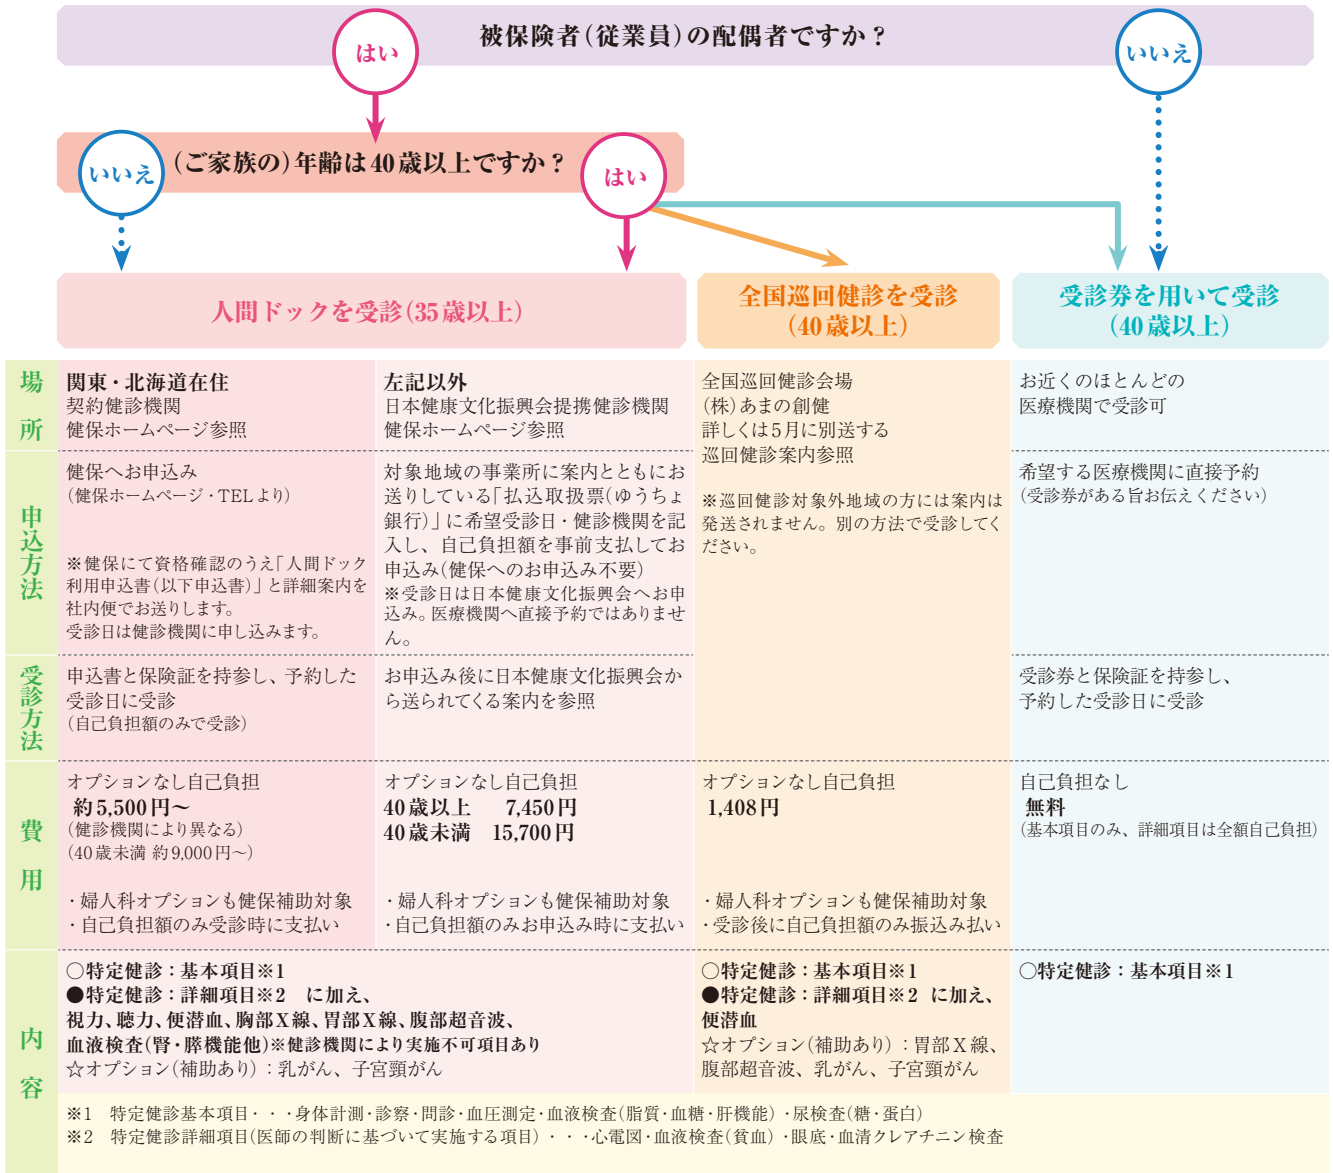 被保険者(従業員)の配偶者ですか？
はい
いいえ
(ご家族の)年齢は40歳以上ですか？
いいえ
はい
人間ドックを受診(35歳以上)
全国巡回健診を受診
(40歳以上)
受診券を用いて受診
(40歳以上)
場所
関東・北海道在住
契約健診機関
健保ホームページ参照
左記以外
日本健康文化振興会提携健診機関
健保ホームページ参照
全国巡回健診会場
(株)あまの創健
詳しくは5月に別送する
巡回健診案内参照
※巡回健診対象外地域の方には案内は
発送されません。別の方法で受診してく
ださい。
お近くのほとんどの
医療機関で受診可
申込方法
健保へお申込み
(健保ホームページ・TELより)
※健保にて資格確認のうえ「人間ドック
利用申込書(以下申込書)」と詳細案内を
社内便でお送りします。
受診日は健診機関に申し込みます。
対象地域の事業所に案内とともにお
送りしている「払込取扱票(ゆうちょ
銀行)」に希望受診日・健診機関を記
入し、自己負担額を事前支払してお
申込み(健保へのお申込み不要)
※受診日は日本健康文化振興会へお申
込み。医療機関へ直接予約ではありませ
ん。
希望する医療機関に直接予約
(受診券がある旨お伝えください)
受診方法
申込書と保険証を持参し、予約した
受診日に受診
(自己負担額のみで受診)
お申込み後に日本健康文化振興会か
ら送られてくる案内を参照
受診券と保険証を持参し、
予約した受診日に受診
費用
オプションなし自己負担
約5,500円〜
(健診機関により異なる)
(40歳未満 約9,000円〜)
・婦人科オプションも健保補助対象
・自己負担額のみ受診時に支払い
オプションなし自己負担
40歳以上 7,450円
40歳未満 15,700円
・婦人科オプションも健保補助対象
・自己負担額のみお申込み時に支払い
オプションなし自己負担
1,408円
・婦人科オプションも健保補助対象
・受診後に自己負担額のみ振込み払い
自己負担なし
無料
(基本項目のみ、詳細項目は全額自己負担)
内容
○特定健診：基本項目※1
●特定健診：詳細項目※2 に加え、
視力、聴力、便潜血、胸部X線、胃部X線、腹部超音波、
血液検査(腎・膵機能他)※健診機関により実施不可項目あり
☆オプション(補助あり)：乳がん、子宮頸がん
○特定健診：基本項目※1
●特定健診：詳細項目※2 に加え、
便潜血
☆オプション(補助あり)：胃部X線、
腹部超音波、乳がん、子宮頸がん
○特定健診：基本項目※1
※1 特定健診基本項目・・・身体計測・診察・問診・血圧測定・血液検査(脂質・血糖・肝機能)・尿検査(糖・蛋白)
※2 特定健診詳細項目(医師の判断に基づいて実施する項目)・・・心電図・血液検査(貧血)・眼底・血清クレアチニン検査